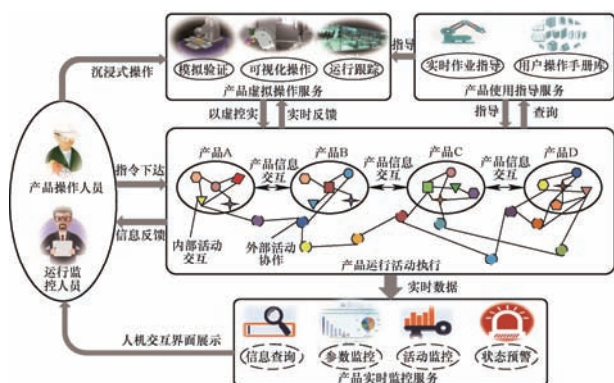 模拟验证
可视化操作
运行跟踪
产品虚拟操作服务
指导
实时作业指导
用户操作手册库
产品使用指导服务
沉浸式操作
以虚控实
实时反馈
指导
查询
产品操作人员
运行监
控人员
指令下达
信息反馈
产品A
产品信息
交互
产品B
产品信息
交互
产品C
产品信息
交互
产品D
内部活动
交互
外部活动
协作
产品运行活动执行
实时数据
人机交互界面展示
信息查询
参数监控
活动监控
状态预警
产品实时监控服务